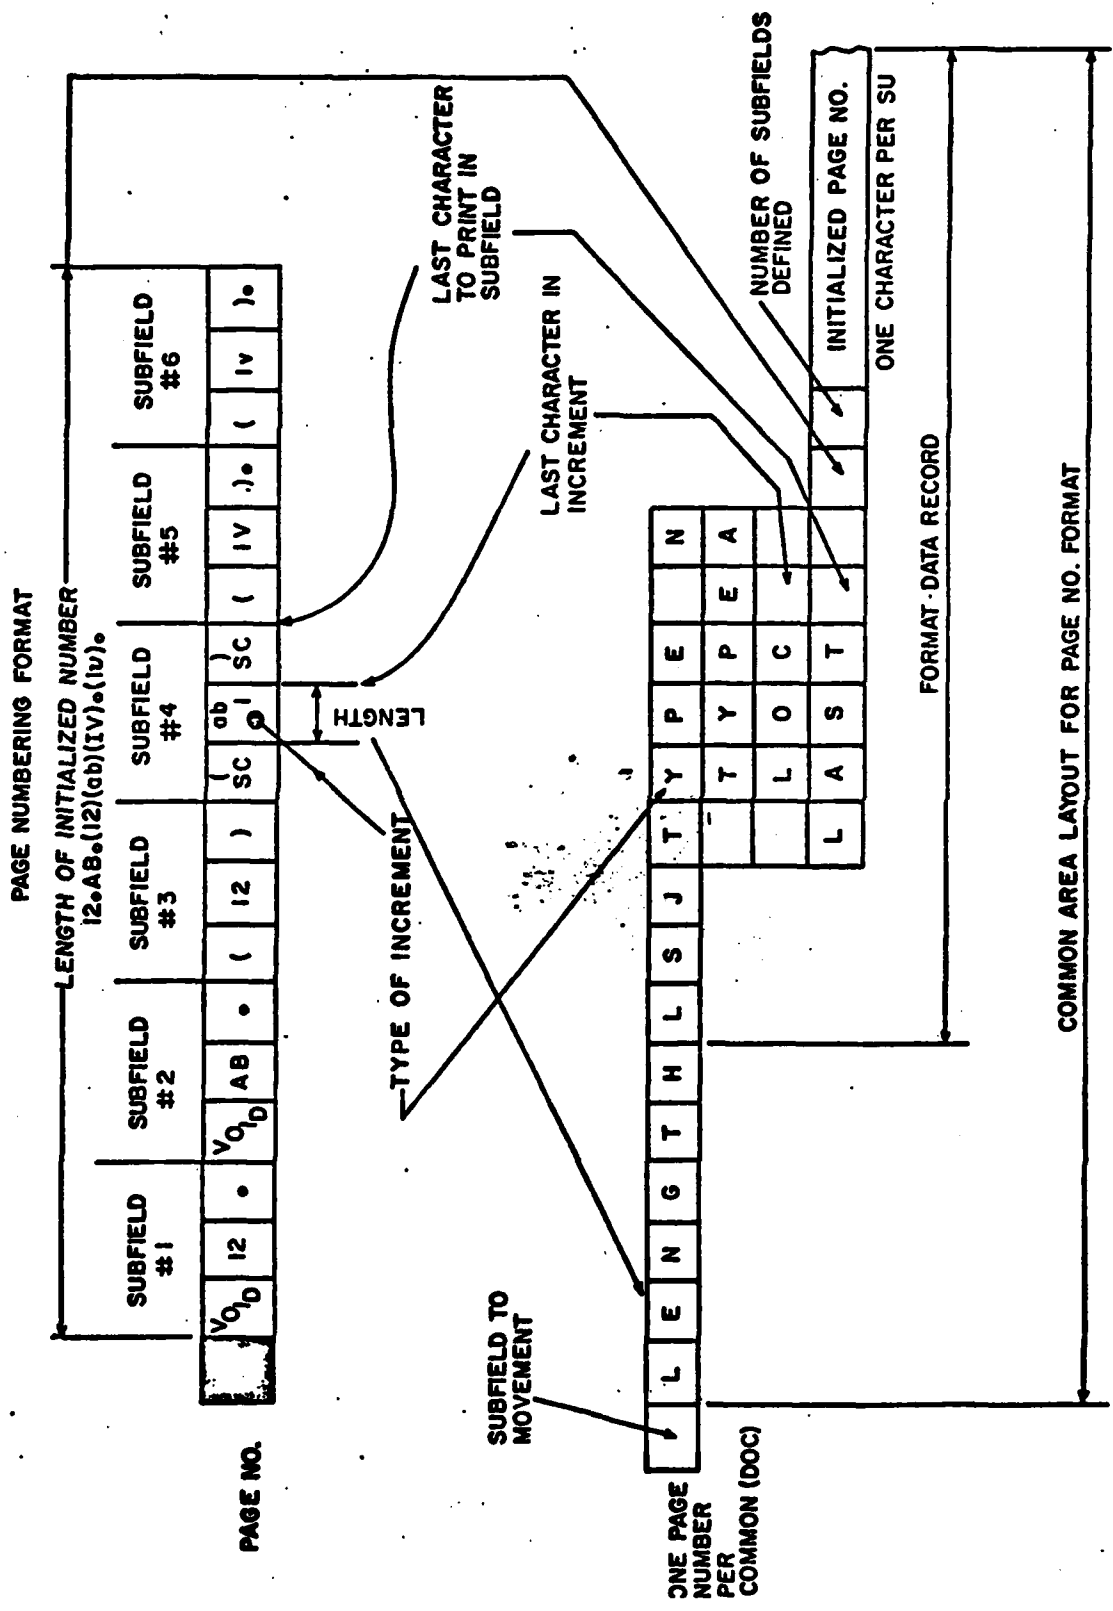 PAGE NUMBERING FORMAT
LENGTH OF INITIALIZED NUMBER
12.AB.(12)(ab)(IV).(iv).
SUBFIELD
#1
SUBFIELD
#2
SUBFIELD
#3
SUBFIELD
#4
SUBFIELD
#5
SUBFIELD
#6
PAGE NO.
VOID 12 • VOID AB • ( 12 ) (SC ab 1 )SC ( IV ). ( iv ).
LENGTH
LAST CHARACTER
TO PRINT IN
SUBFIELD
LAST CHARACTER IN
INCREMENT
TYPE OF INCREMENT
SUBFIELD TO
MOVEMENT
NUMBER OF SUBFIELDS
DEFINED
ONE PAGE
NUMBER
PER
COMMON (DOC)
L E N G T H L S J T Y P E N
T Y P E A
L O C
L A S T
INITIALIZED PAGE NO.
ONE CHARACTER PER SU
FORMAT-DATA RECORD
COMMON AREA LAYOUT FOR PAGE NO. FORMAT